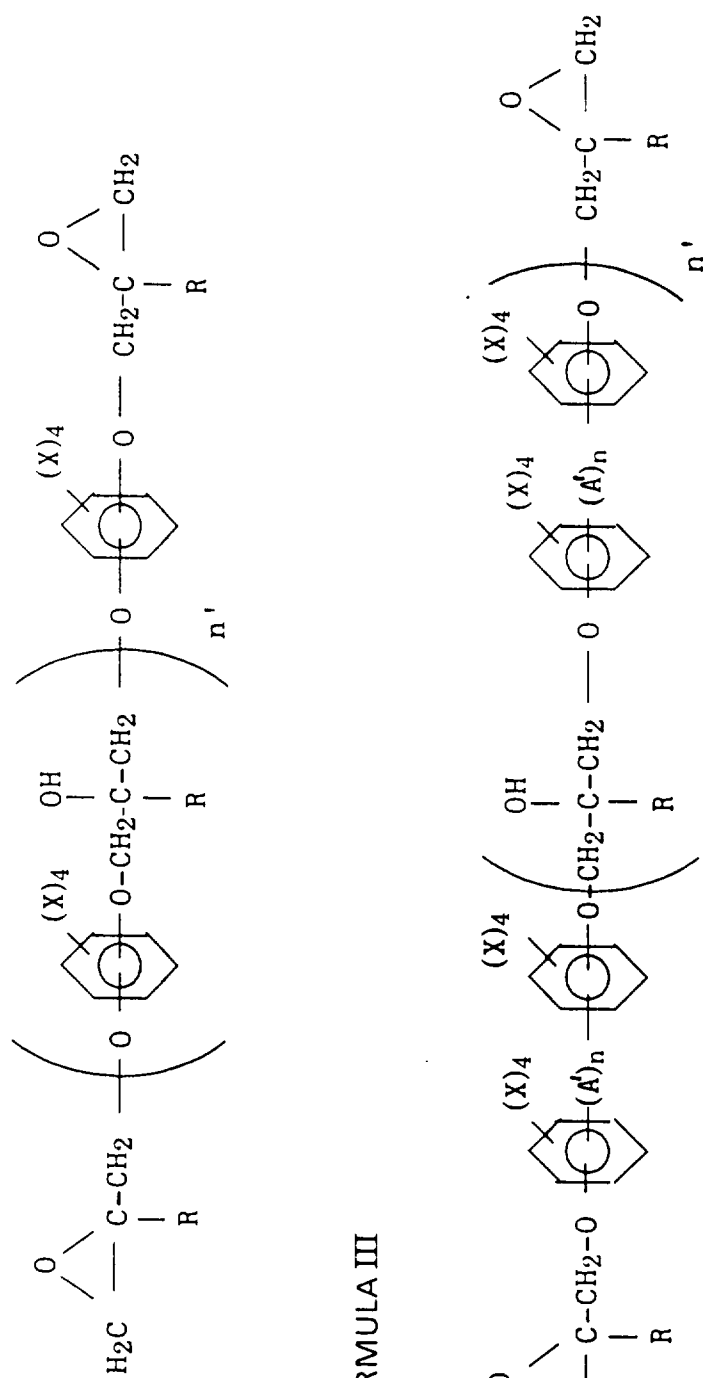 O (X)4 OH (X)4 O
H2C — C-CH2 — ( O O-CH2-C-CH2 — ) O O — CH2-C — CH2
R R n' R
RMULA III
O (X)4 (X)4 OH (X)4 (X)4 O
C-CH2-O (A')n O-(CH2-C-CH2 — O (A')n O ) CH2-C — CH2
R R n' R